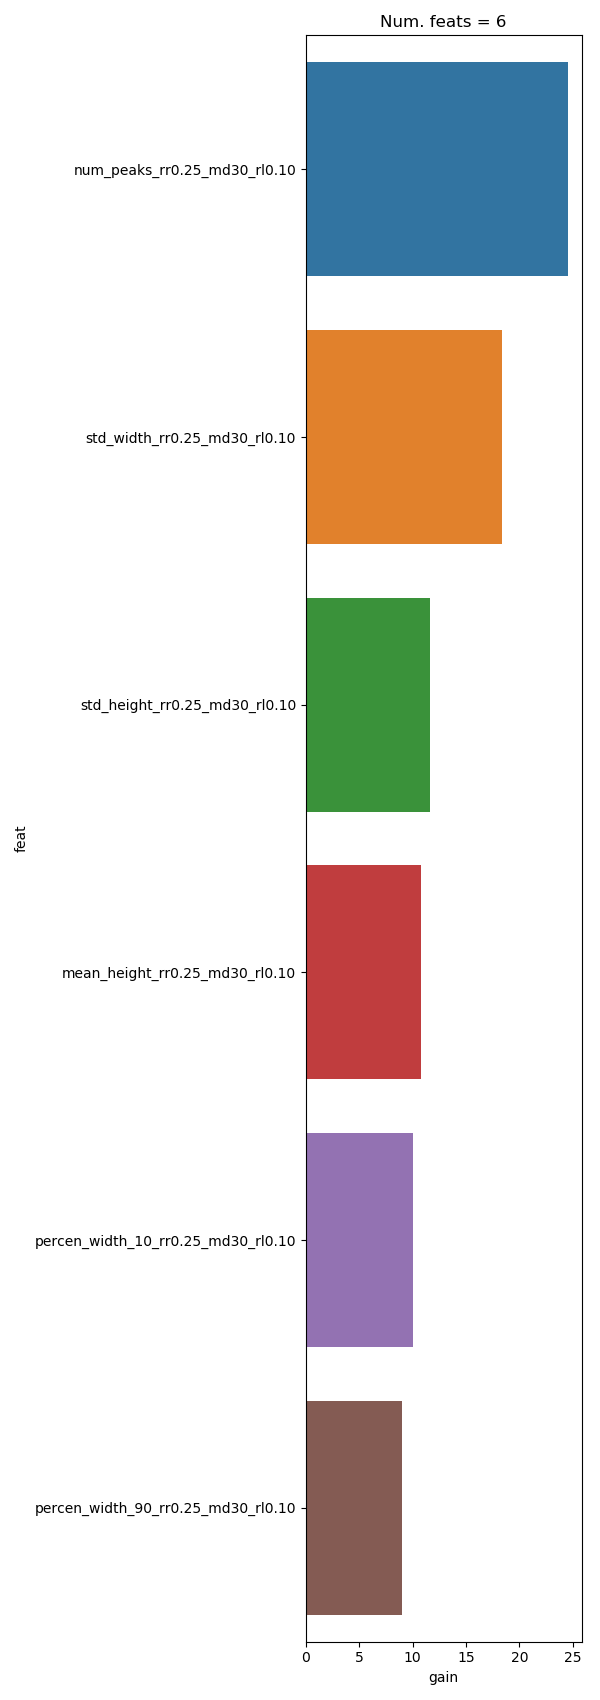 Num. feats = 6
num_peaks_rr0.25_md30_rl0.10
std_width_rr0.25_md30_rl0.10
std_height_rr0.25_md30_rl0.10
feat
mean_height_rr0.25_md30_rl0.10
percen_width_10_rr0.25_md30_rl0.10
percen_width_90_rr0.25_md30_rl0.10
0 5 10 15 20 25
gain